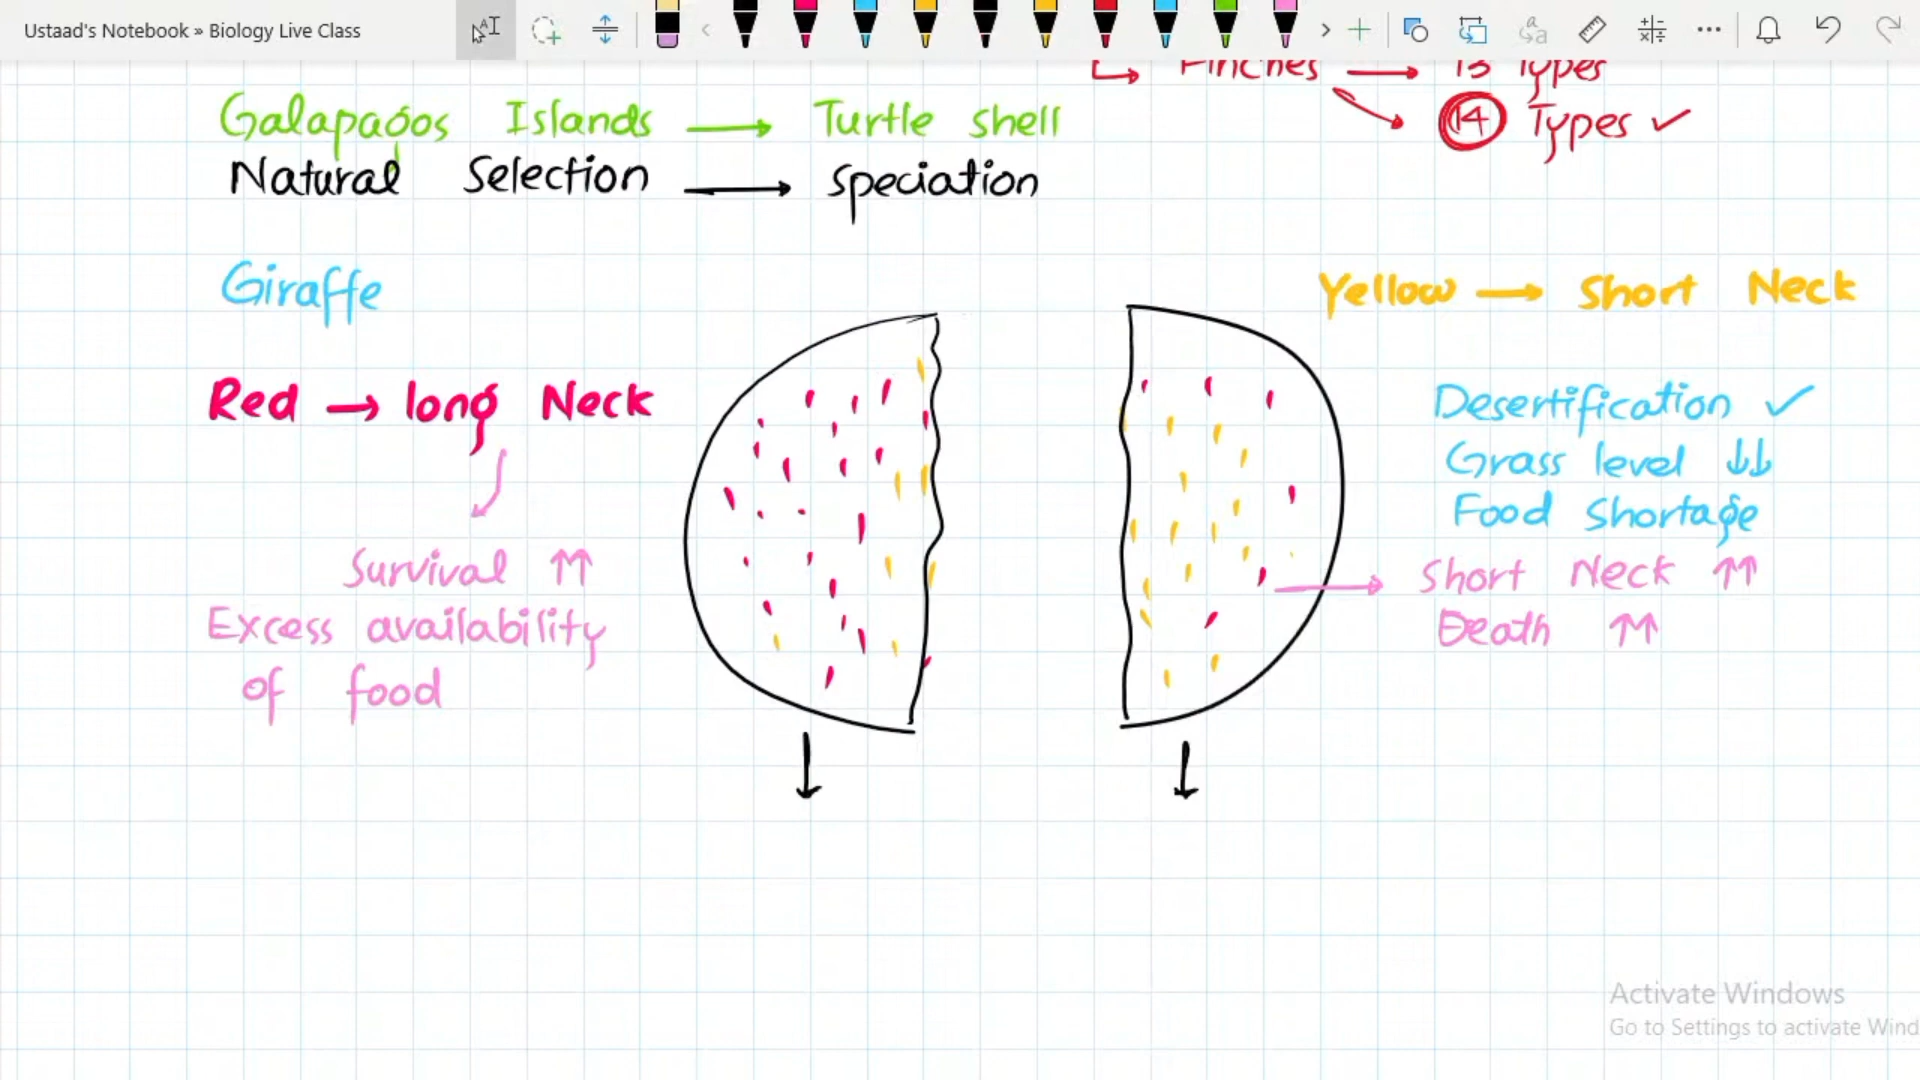 Ustaad's Notebook » Biology Live Class
Finches → 13 Types
Galapagos Islands → Turtle shell
14 Types ✓
Natural Selection → Speciation
Giraffe
Yellow → Short Neck
Red → long Neck
Desertification ✓
Grass level ↓↓
Food Shortage
Survival ↑↑
Short Neck ↑↑
Excess availability
Death ↑↑
of food
Activate Windows
Go to Settings to activate Wind